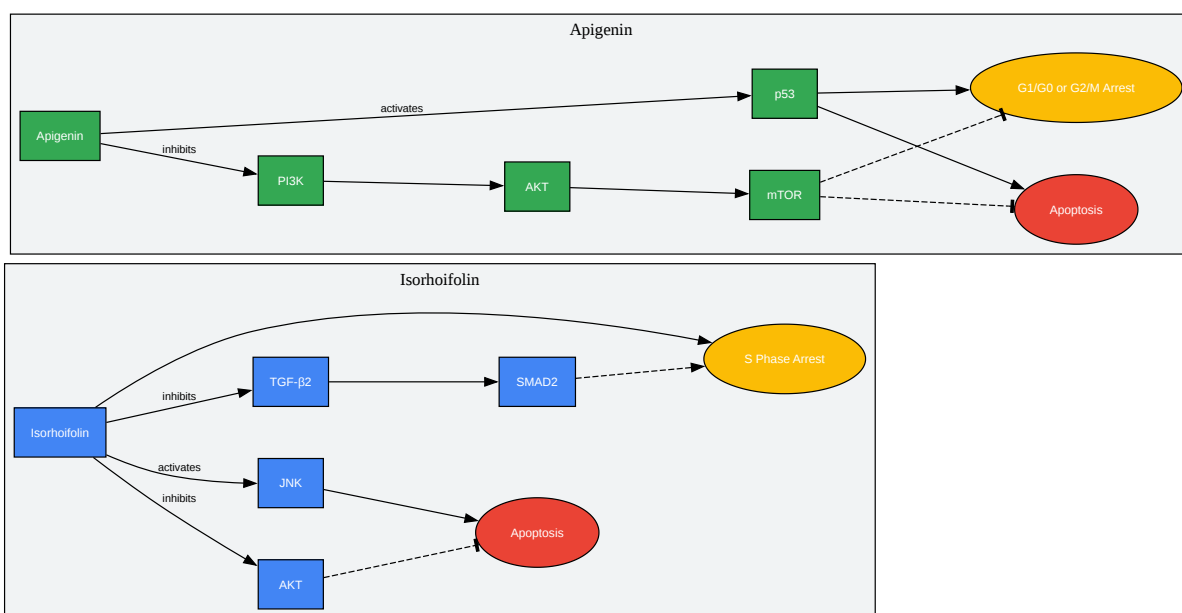 Apigenin
G1/G0 or G2/M Arrest
p53
activates
Apigenin
inhibits
PI3K
AKT
mTOR
Apoptosis
Isorhoifolin
S Phase Arrest
TGF-β2
SMAD2
inhibits
Isorhoifolin
activates
JNK
inhibits
Apoptosis
AKT